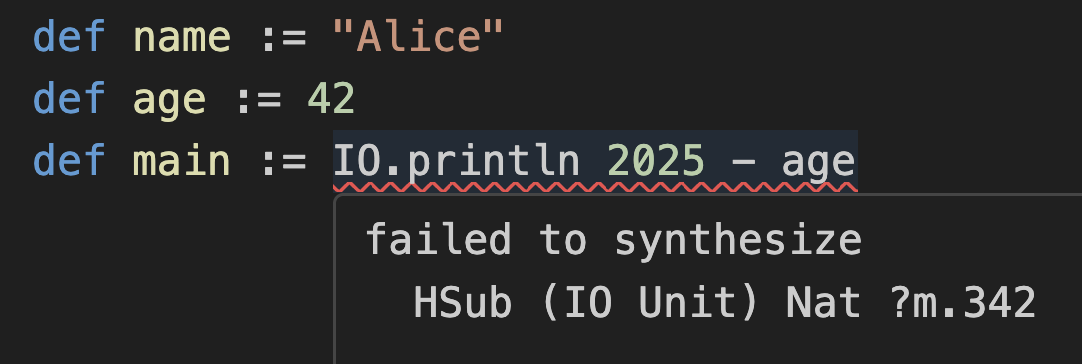 def name := "Alice"
def age := 42
def main := IO.println 2025 - age
failed to synthesize
HSub (IO Unit) Nat ?m.342